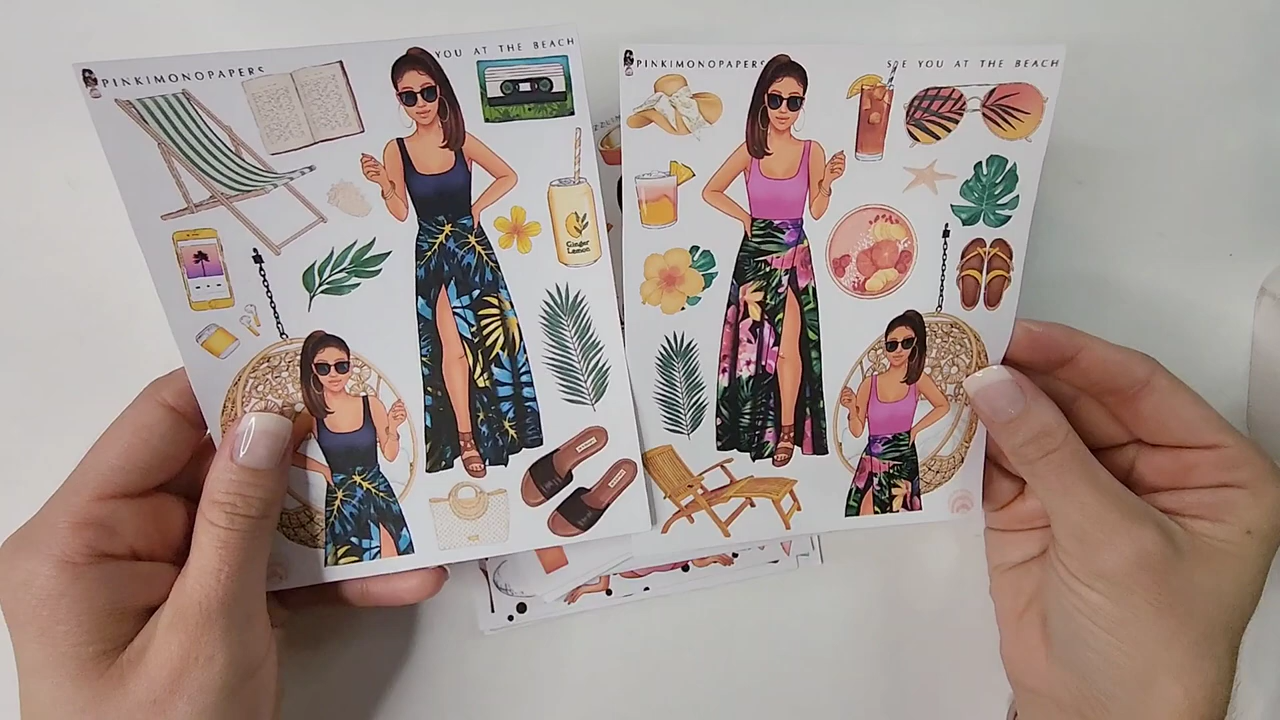 PINKIMONOPAPERS
YOU AT THE BEACH
Ginger
Lemon
PINKIMONOPAPERS
SEE YOU AT THE BEACH